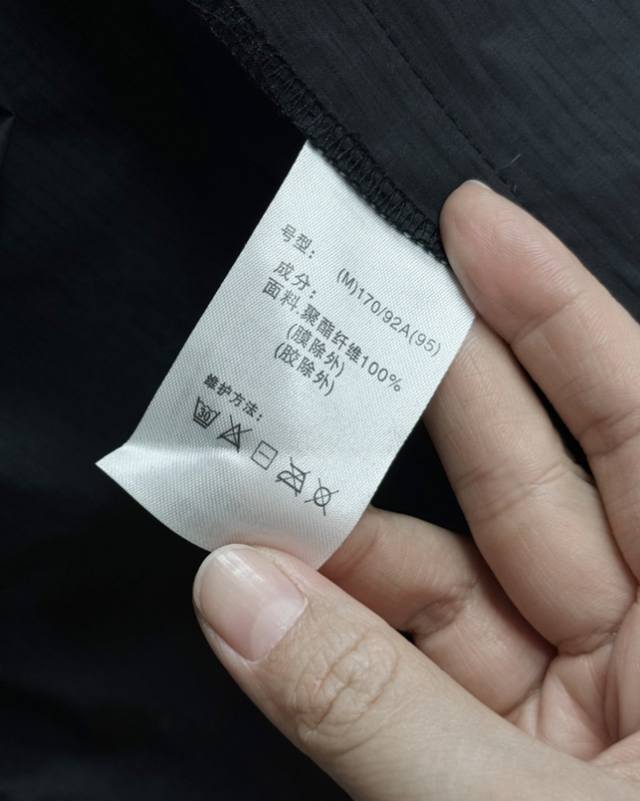 号型: (M)170/92A(95)
成分:
面料.聚酯纤维100%
(膜除外)
(胶除外)
维护方法:
30